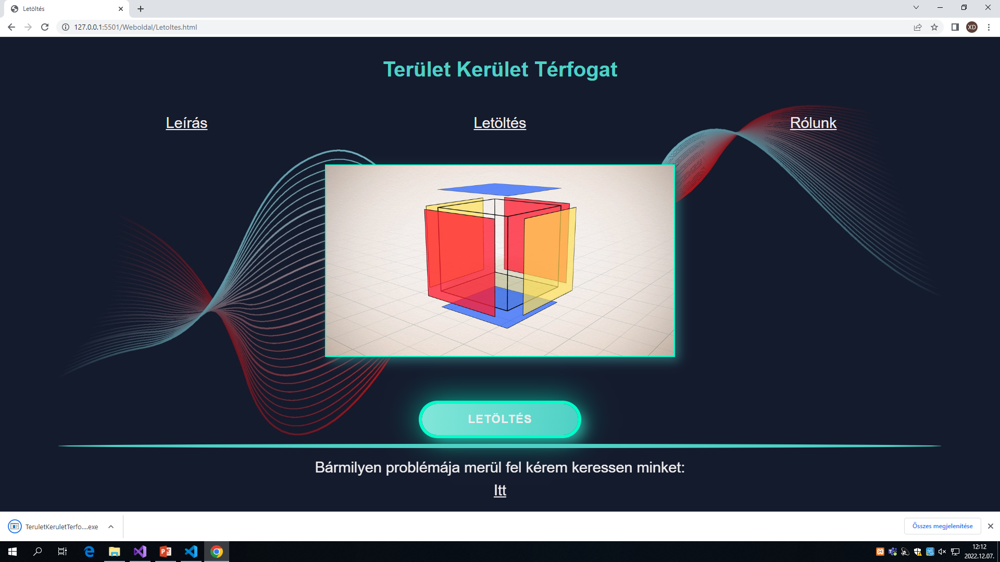 Letöltés
127.0.0.1:5501/Weboldal/Letoltes.html
XD
Terület Kerület Térfogat
Leírás
Letöltés
Rólunk
LETÖLTÉS
Bármilyen problémája merül fel kérem keressen minket:
Itt
TeruletKeruletTerfo....exe
Összes megjelenítése
12:12
2022.12.07.